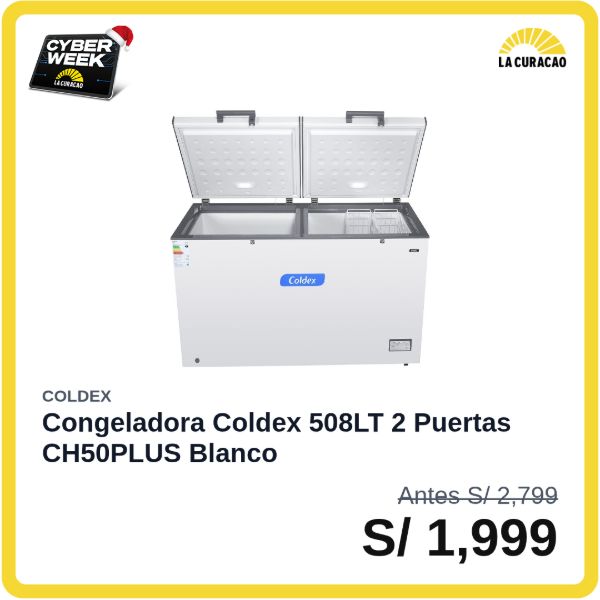 CYBER
WEEK
LA CURACAO
LA CURACAO
Coldex
COLDEX
Congeladora Coldex 508LT 2 Puertas
CH50PLUS Blanco
Antes S/ 2,799
S/ 1,999